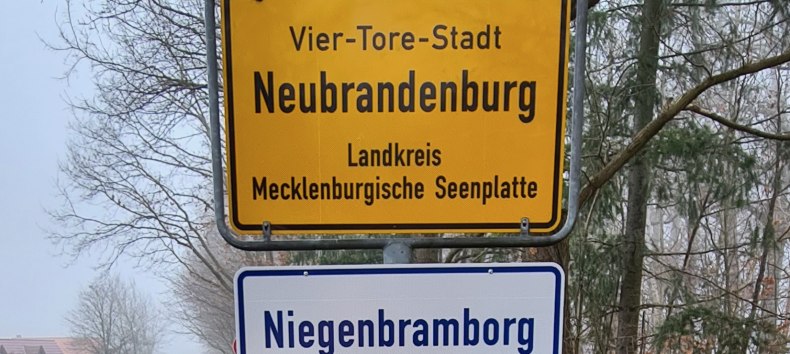 Vier-Tore-Stadt
Neubrandenburg
Landkreis
Mecklenburgische Seenplatte
Niegenbramborg